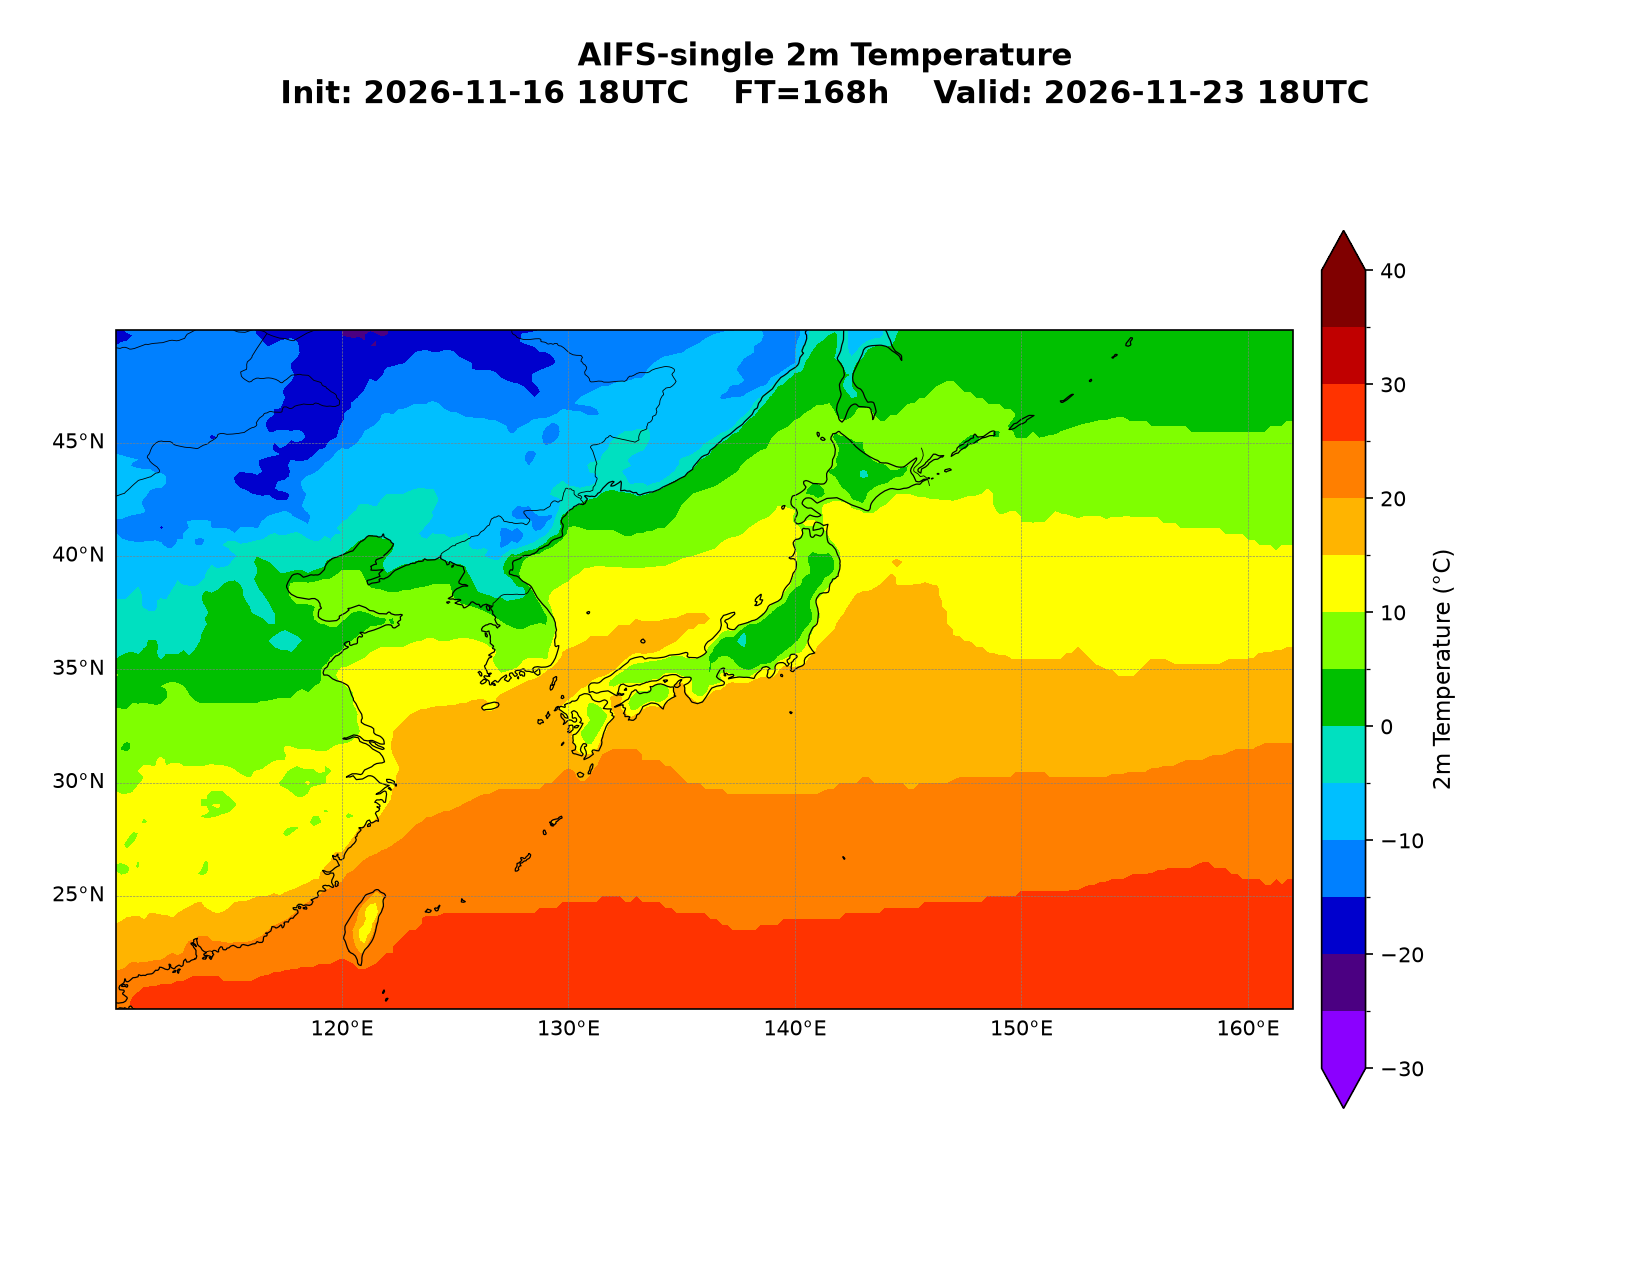 AIFS-single 2m Temperature
Init: 2026-11-16 18UTC    FT=168h    Valid: 2026-11-23 18UTC
45°N
40°N
35°N
30°N
25°N
120°E
130°E
140°E
150°E
160°E
40
30
20
10
0
−10
−20
−30
2m Temperature (°C)